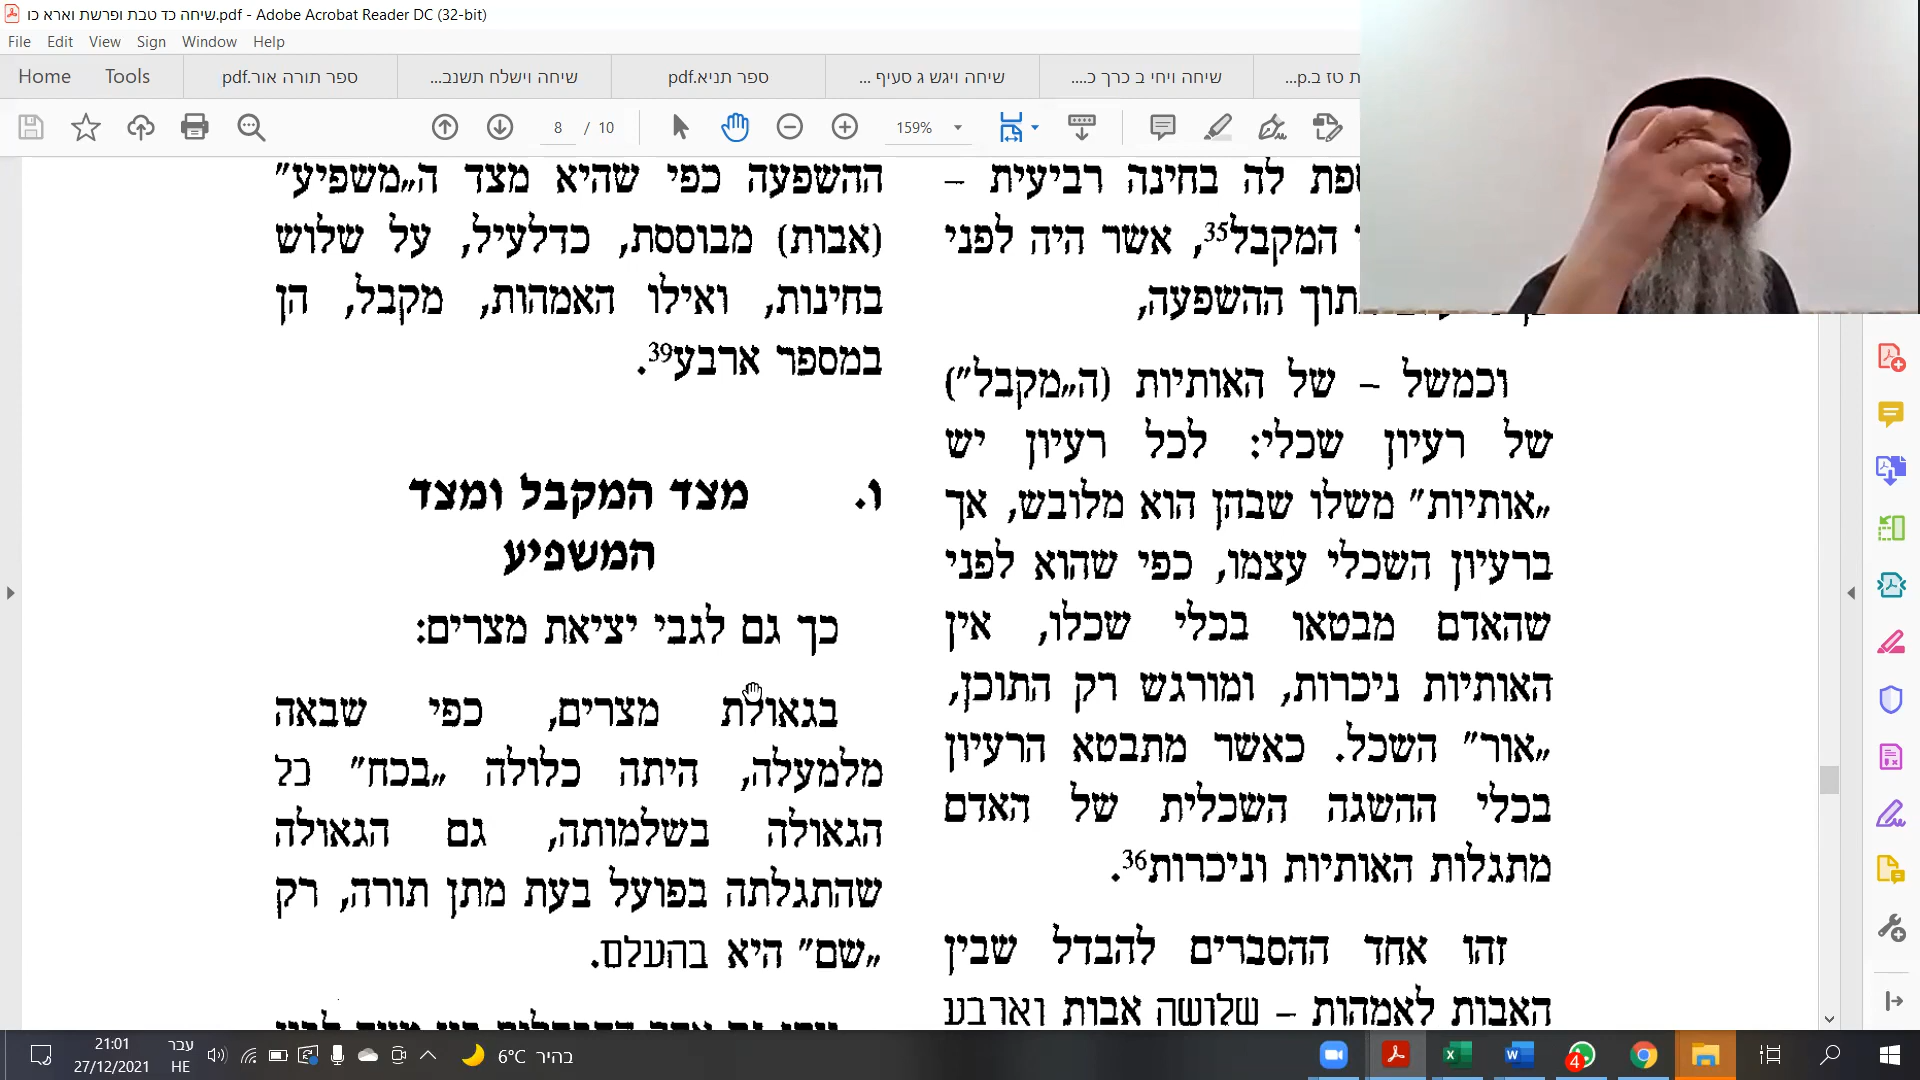 שיחה כד טבת ופרשת וארא כו.pdf - Adobe Acrobat Reader DC (32-bit)
File Edit View Sign Window Help
Home Tools ספר תורה אור.pdf שיחה וישלח תשנב... ספר תניא.pdf שיחה ויגש ג סעיף ... שיחה ויחי ב כרך כ.... ת טז ב.p...
8 / 10 159%
פת לה בחינה רביעית –
המקבל35, אשר היה לפני
תוך ההשפעה,
וכמשל – של האותיות (ה„מקבל")
של רעיון שכלי: לכל רעיון יש
„אותיות" משלו שבהן הוא מלובש, אך
ברעיון השכלי עצמו, כפי שהוא לפני
שהאדם מבטאו בכלי שכלו, אין
האותיות ניכרות, ומורגש רק התוכן,
„אור" השכל. כאשר מתבטא הרעיון
בכלי ההשגה השכלית של האדם
מתגלות האותיות וניכרות36.
זהו אחד ההסברים להבדל שבין
האבות לאמהות – שלושה אבות וארבע
ההשפעה כפי שהיא מצד ה„משפיע"
(אבות) מבוססת, כדלעיל, על שלוש
בחינות, ואילו האמהות, מקבל, הן
במספר ארבע39.
ו. מצד המקבל ומצד
המשפיע
כך גם לגבי יציאת מצרים:
בגאולת מצרים, כפי שבאה
מלמעלה, היתה כלולה „בכח" כל
הגאולה בשלמותה, גם הגאולה
שהתגלתה בפועל בעת מתן תורה, רק
„שם" היא בהעלם.
21:01
27/12/2021
עבר
HE
6°C בהיר
4